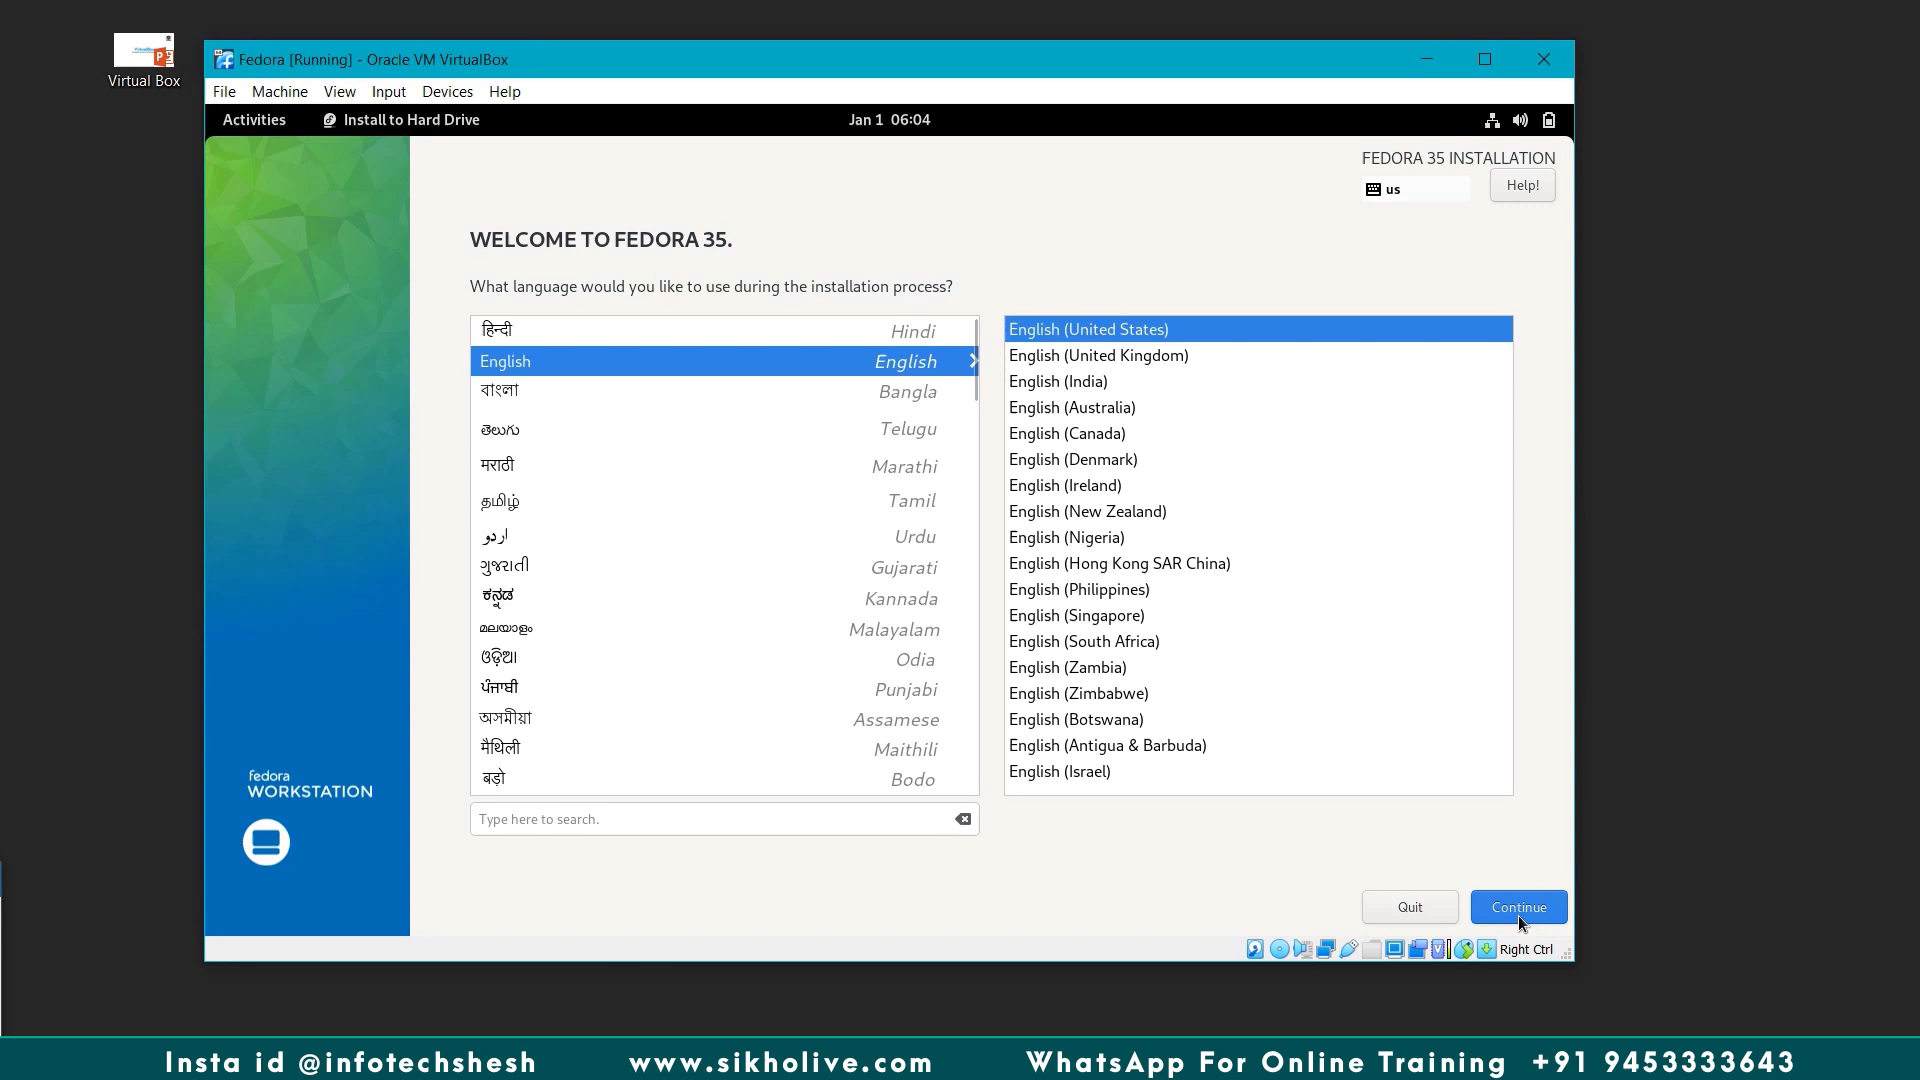 Virtual Box
Fedora [Running] - Oracle VM VirtualBox
File Machine View Input Devices Help
Activities Install to Hard Drive Jan 1 06:04
FEDORA 35 INSTALLATION
us Help!
WELCOME TO FEDORA 35.
What language would you like to use during the installation process?
हिन्दी Hindi
English English
বাংলা Bangla
తెలుగు Telugu
मराठी Marathi
தமிழ் Tamil
اردو Urdu
ગુજરાતી Gujarati
ಕನ್ನಡ Kannada
മലയാളം Malayalam
ଓଡ଼ିଆ Odia
ਪੰਜਾਬੀ Punjabi
অসমীয়া Assamese
मैथिली Maithili
बड़ो Bodo
Type here to search.
English (United States)
English (United Kingdom)
English (India)
English (Australia)
English (Canada)
English (Denmark)
English (Ireland)
English (New Zealand)
English (Nigeria)
English (Hong Kong SAR China)
English (Philippines)
English (Singapore)
English (South Africa)
English (Zambia)
English (Zimbabwe)
English (Botswana)
English (Antigua & Barbuda)
English (Israel)
fedora
WORKSTATION
Quit Continue
Right Ctrl
Insta id @infotechshesh www.sikholive.com WhatsApp For Online Training +91 9453333643